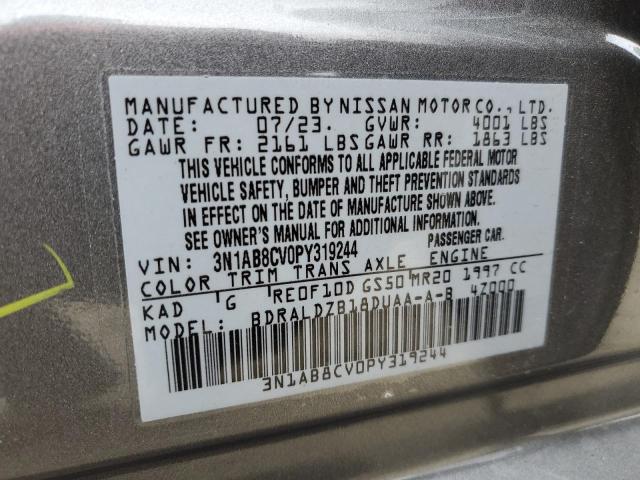 MANUFACTURED BY NISSAN MOTOR CO., LTD.
DATE: 07/23. GVWR: 4001 LBS
GAWR FR: 2161 LBS GAWR RR: 1863 LBS
THIS VEHICLE CONFORMS TO ALL APPLICABLE FEDERAL MOTOR
VEHICLE SAFETY, BUMPER AND THEFT PREVENTION STANDARDS
IN EFFECT ON THE DATE OF MANUFACTURE SHOWN ABOVE.
SEE OWNER'S MANUAL FOR ADDITIONAL INFORMATION.
VIN: 3N1AB8CV0PY319244 PASSENGER CAR.
COLOR TRIM TRANS AXLE ENGINE
KAD G RE0F10D GS50 MR20 1997 CC
MODEL: BDRALDZB18DUAA-A-B 4Z000
3N1AB8CV0PY319244